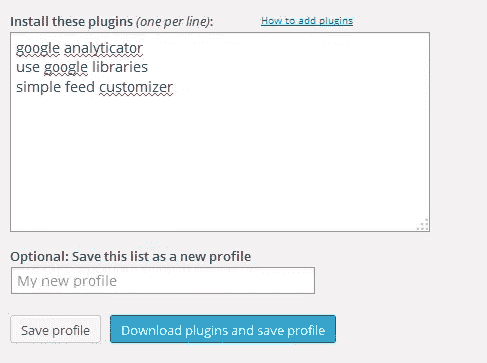 Install these plugins (one per line): How to add plugins
google analyticator
use google libraries
simple feed customizer
Optional: Save this list as a new profile
My new profile
Save profile Download plugins and save profile